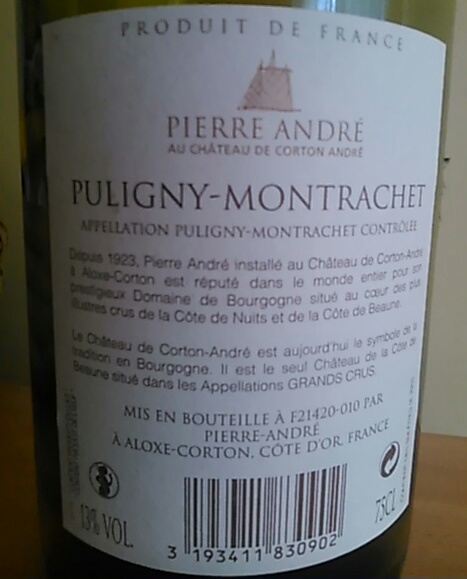 PRODUIT DE FRANCE
PIERRE ANDRÉ
AU CHÂTEAU DE CORTON ANDRÉ
PULIGNY-MONTRACHET
APPELLATION PULIGNY-MONTRACHET CONTRÔLÉE
Depuis 1923, Pierre André installé au Château de Corton-André
à Aloxe-Corton est réputé dans le monde entier pour son
prestigieux Domaine de Bourgogne situé au cœur des plus
illustres crus de la Côte de Nuits et de la Côte de Beaune.
Le Château de Corton-André est aujourd'hui le symbole de la
tradition en Bourgogne. Il est le seul Château de la Côte de
Beaune situé dans les Appellations GRANDS CRUS.
MIS EN BOUTEILLE À F21420-010 PAR
PIERRE-ANDRÉ
À ALOXE-CORTON, CÔTE D'OR, FRANCE
13% VOL.
75CL
3 193411 830902